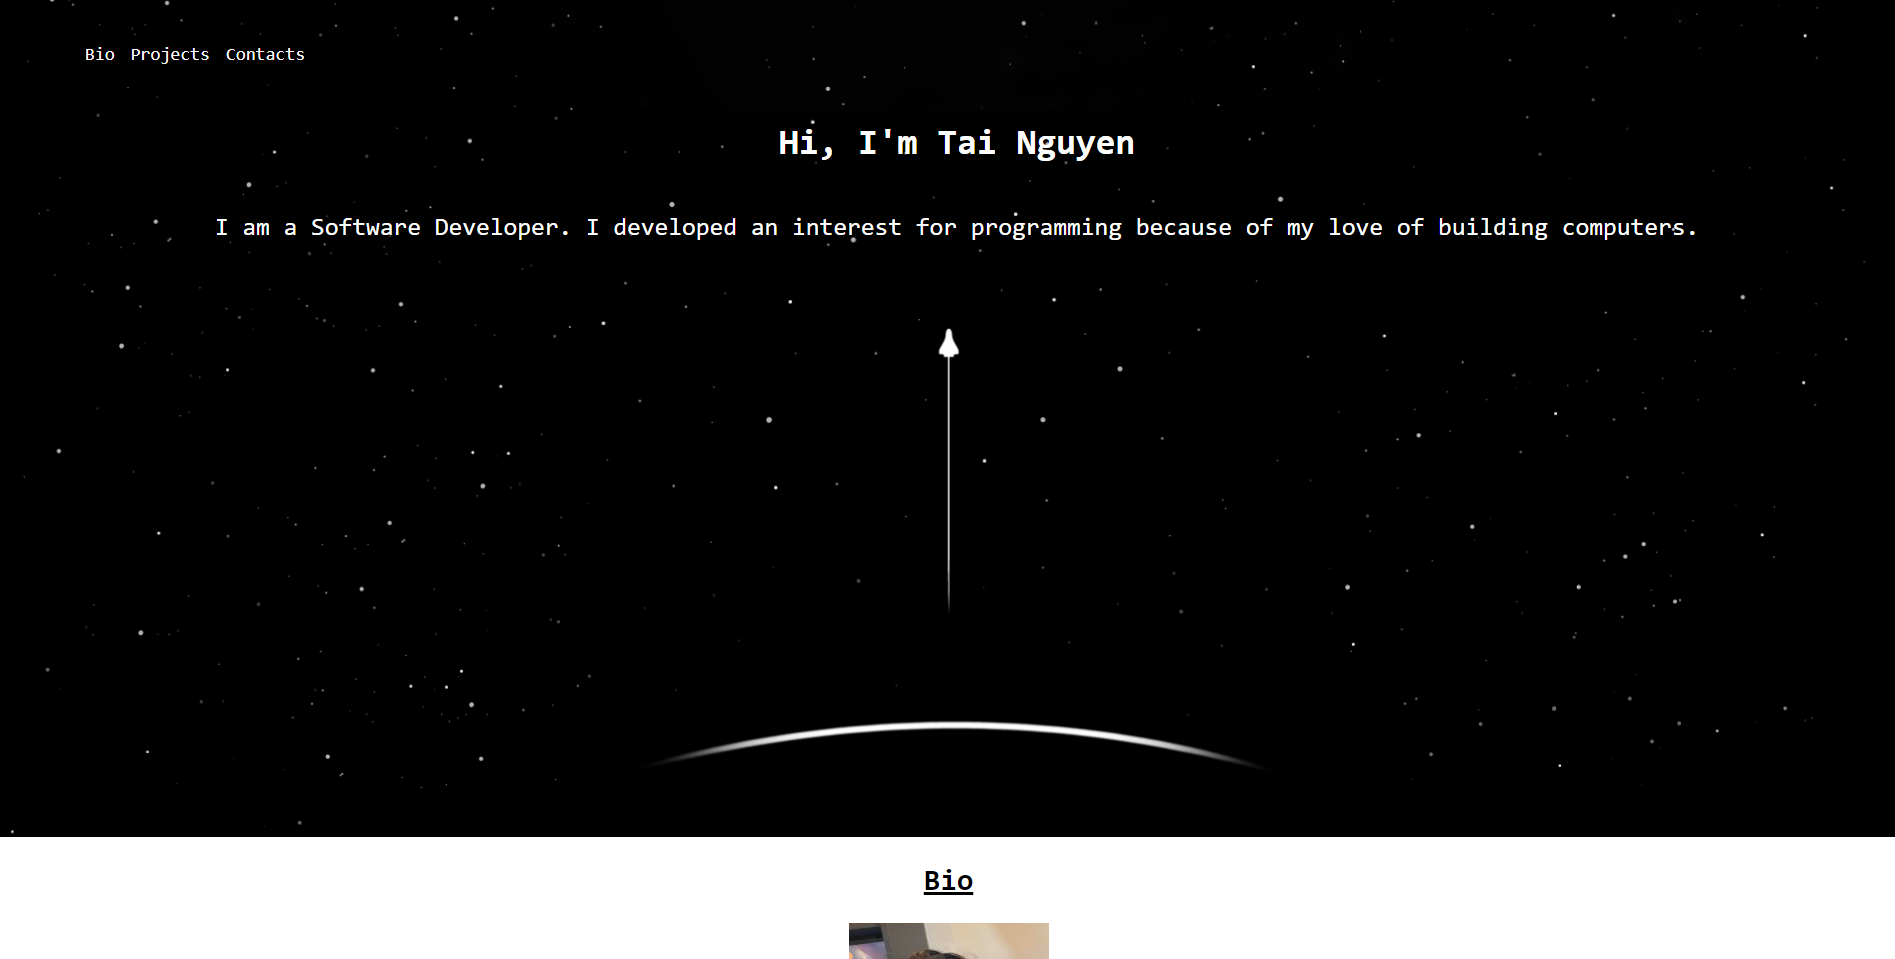 Bio Projects Contacts
Hi, I'm Tai Nguyen
I am a Software Developer. I developed an interest for programming because of my love of building computers.
Bio